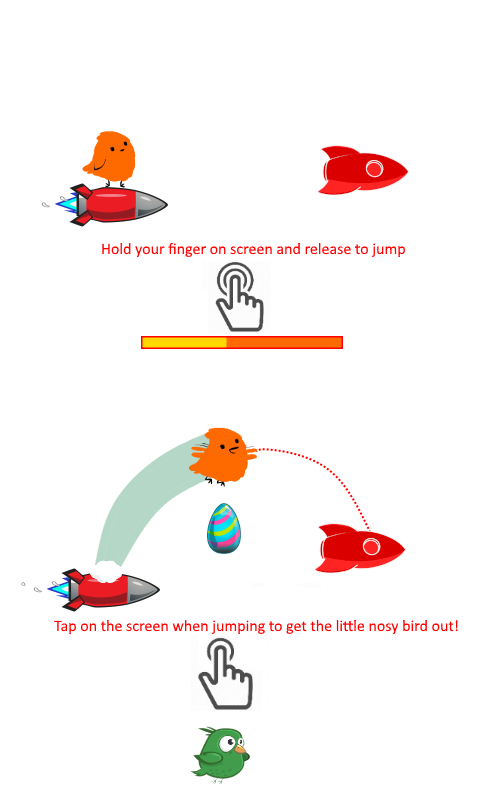 Hold your finger on screen and release to jump
Tap on the screen when jumping to get the little nosy bird out!